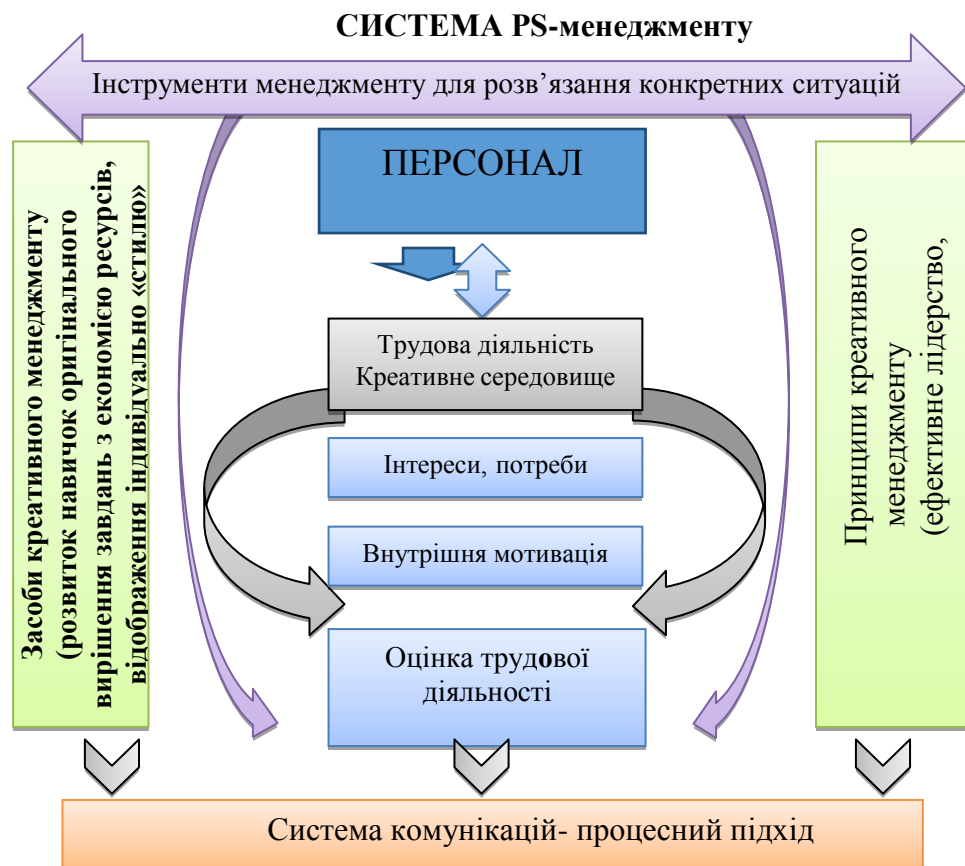 СИСТЕМА PS-менеджменту
Інструменти менеджменту для розв’язання конкретних ситуацій
Засоби креативного менеджменту
(розвиток навичок оригінального
вирішення завдань з економією ресурсів,
відображення індивідуально «стилю»
ПЕРСОНАЛ
Трудова діяльність
Креативне середовище
Інтереси, потреби
Внутрішня мотивація
Оцінка трудової
діяльності
Принципи креативного
менеджменту
(ефективне лідерство,
Система комунікацій- процесний підхід